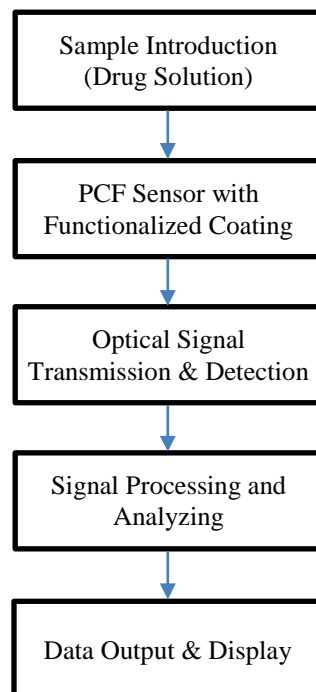 Sample Introduction
(Drug Solution)
PCF Sensor with
Functionalized Coating
Optical Signal
Transmission & Detection
Signal Processing and
Analyzing
Data Output & Display